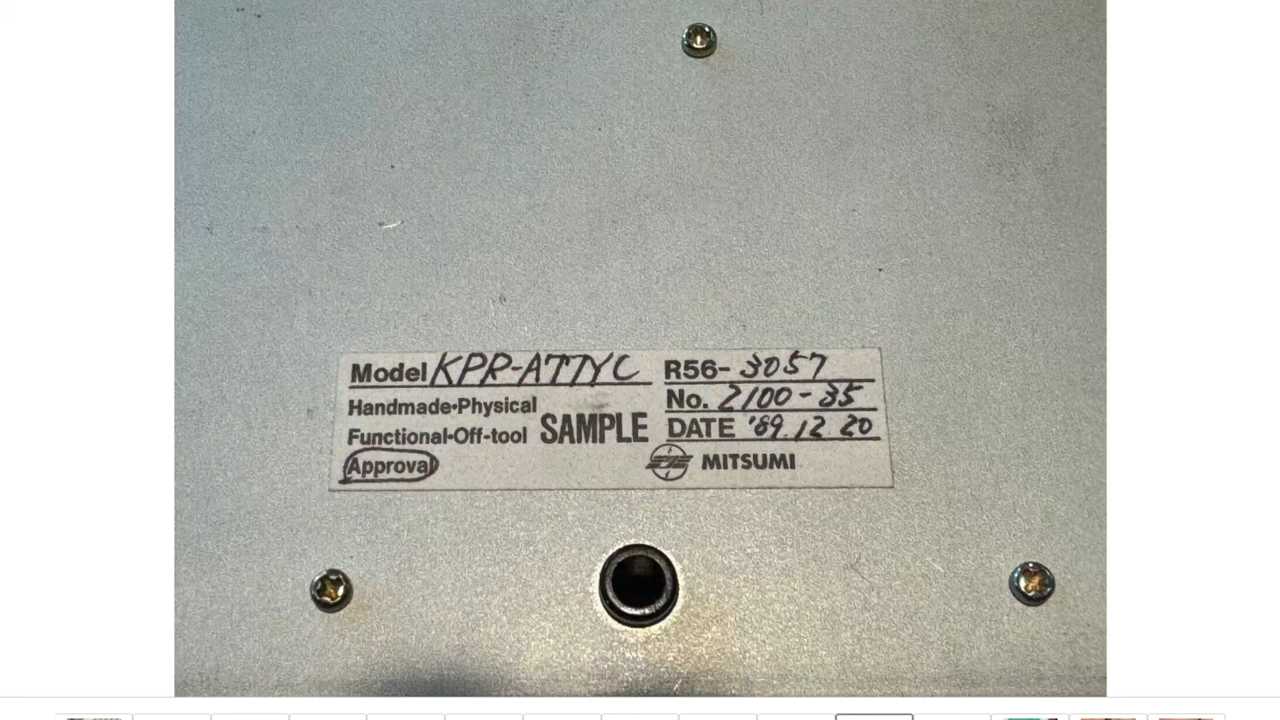 Model KPR-ATTYC
R56-3057
Handmade•Physical
No. 2100-35
Functional•Off-tool SAMPLE
DATE '89.12 20
Approval
MITSUMI